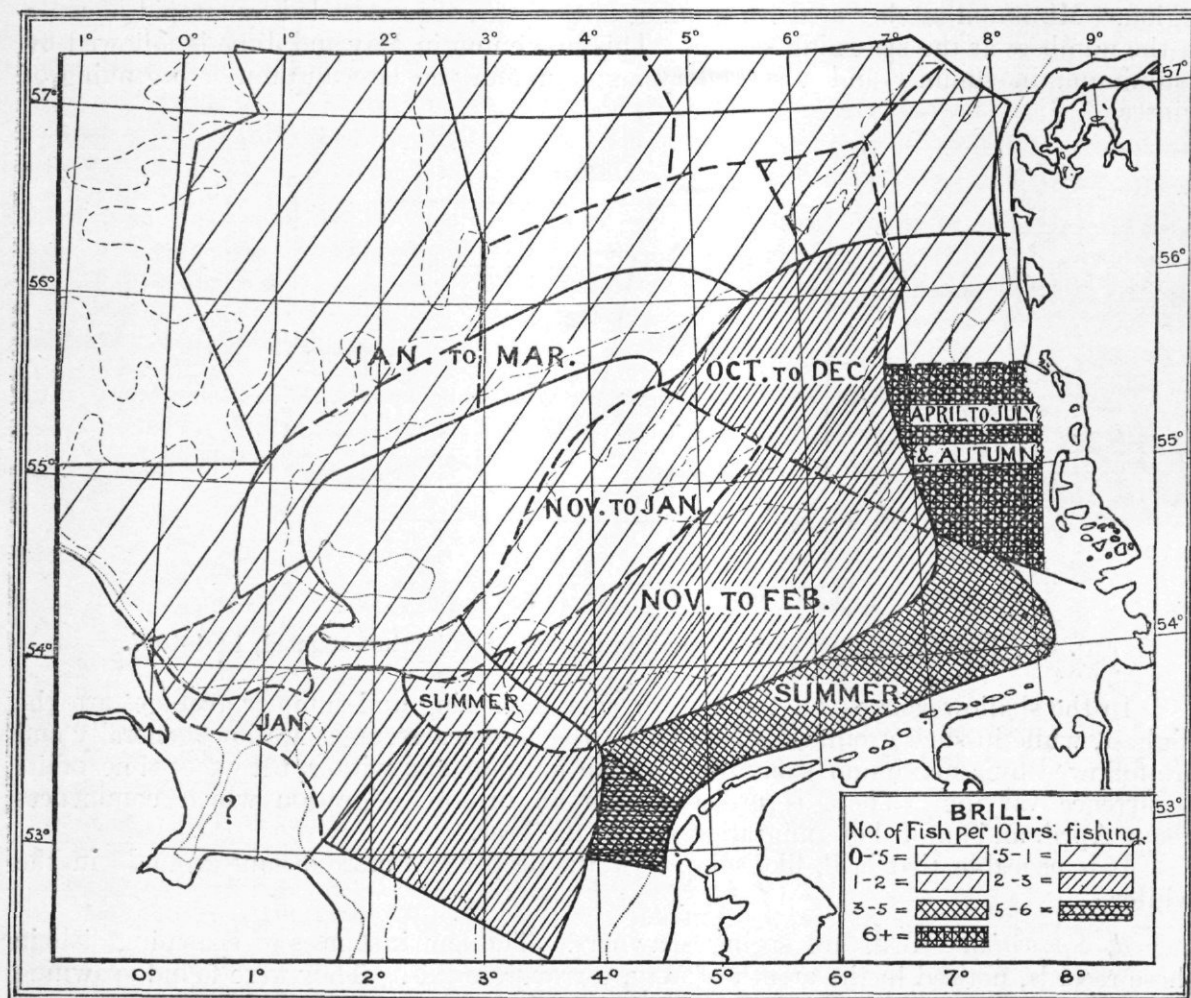 1° 0° 1° 2° 3° 4° 5° 6° 7° 8°
57° 57°
56° 56°
JAN. TO MAR.
OCT. TO DEC.
APRIL TO JULY
& AUTUMN
55° 55°
NOV. TO JAN.
NOV. TO FEB.
54° 54°
SUMMER
SUMMER
JAN.
?
53° 53°
BRILL.
No. of Fish per 10 hrs. fishing.
0-·5 = ·5-1 =
1-2 = 2-3 =
3-5 = 5-6 =
6+ =
0° 1° 2° 3° 4° 5° 6° 7° 8°